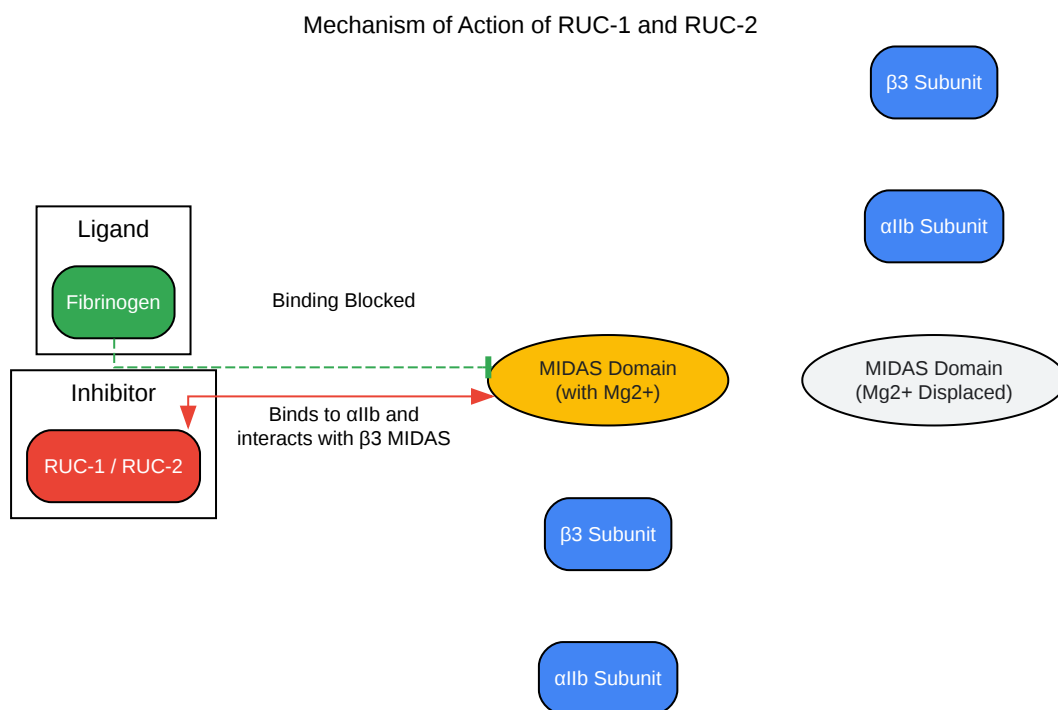 Mechanism of Action of RUC-1 and RUC-2
β3 Subunit
αIIb Subunit
Ligand
Fibrinogen
Binding Blocked
MIDAS Domain
(with Mg2+)
MIDAS Domain
(Mg2+ Displaced)
Inhibitor
Binds to αIIb and
interacts with β3 MIDAS
RUC-1 / RUC-2
β3 Subunit
αIIb Subunit